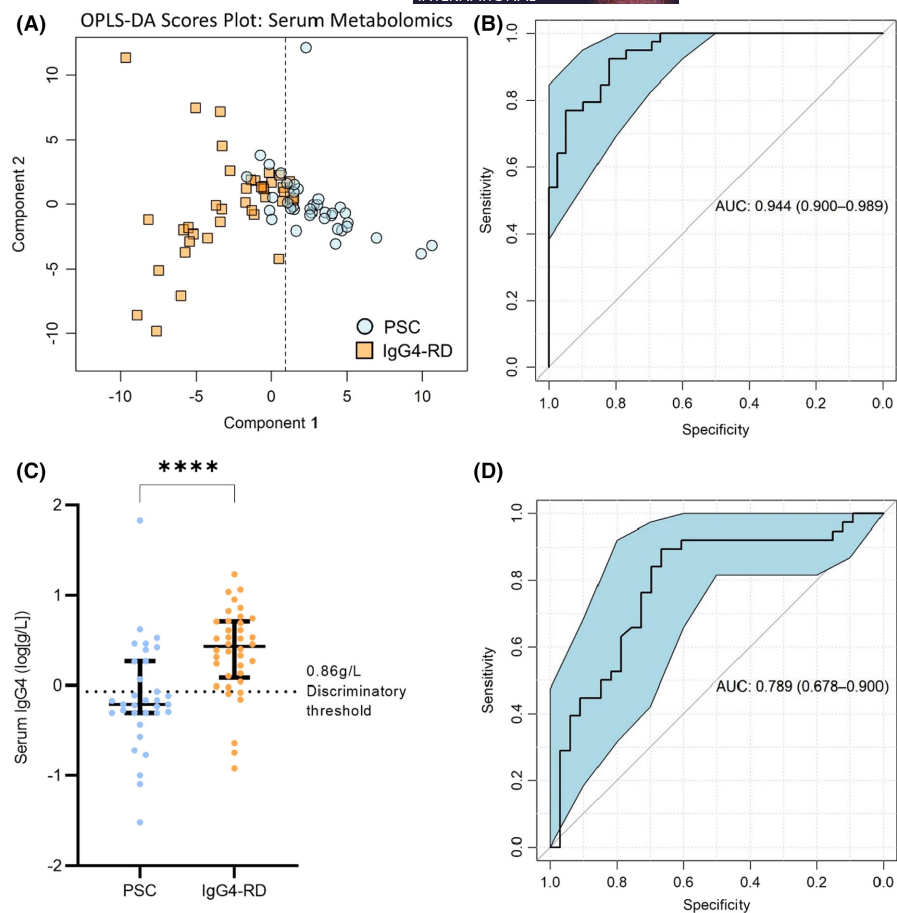 INTERNATIONAL
(A)
OPLS-DA Scores Plot: Serum Metabolomics
10
5
0
-5
-10
Component 2
-10
-5
0
5
10
Component 1
PSC
IgG4-RD
(B)
1.0
0.8
0.6
0.4
0.2
0.0
Sensitivity
AUC: 0.944 (0.900–0.989)
1.0
0.8
0.6
0.4
0.2
0.0
Specificity
(C)
****
2
1
0
-1
-2
Serum IgG4 (log[g/L])
0.86g/L
Discriminatory
threshold
PSC
IgG4-RD
(D)
1.0
0.8
0.6
0.4
0.2
0.0
Sensitivity
AUC: 0.789 (0.678–0.900)
1.0
0.8
0.6
0.4
0.2
0.0
Specificity